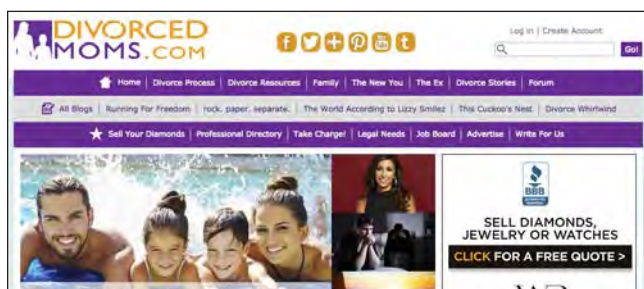 DIVORCED
MOMS.COM
Log in | Create Account
Go!
Home | Divorce Process | Divorce Resources | Family | The New You | The Ex | Divorce Stories | Forum
All Blogs | Running For Freedom | rock. paper. separate. | The World According to Lizzy Smilez | This Cuckoo's Nest | Divorce Whirlwind
Sell Your Diamonds | Professional Directory | Take Charge! | Legal Needs | Job Board | Advertise | Write For Us
BBB
SELL DIAMONDS,
JEWELRY OR WATCHES
CLICK FOR A FREE QUOTE >